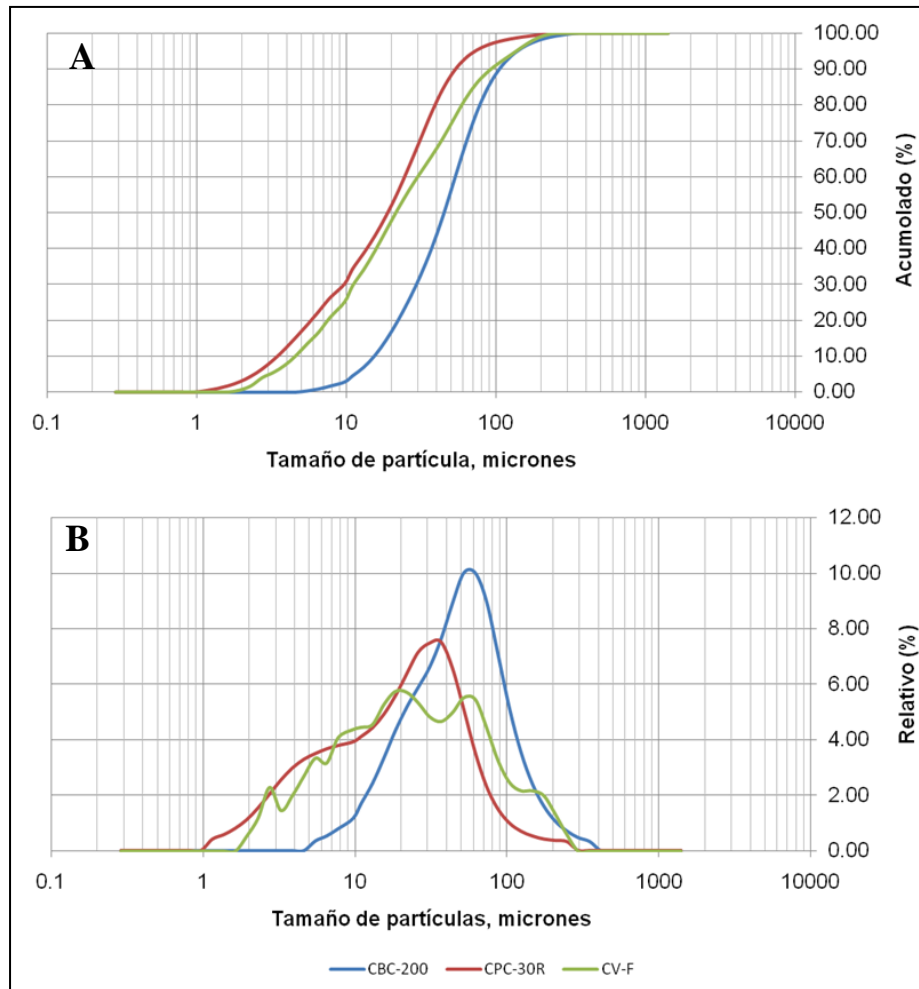 A
100.00
90.00
80.00
70.00
60.00
50.00
40.00
30.00
20.00
10.00
0.00
Acumolado (%)
0.1 1 10 100 1000 10000
Tamaño de partícula, micrones
B
12.00
10.00
8.00
6.00
4.00
2.00
0.00
Relativo (%)
0.1 1 10 100 1000 10000
Tamaño de partículas, micrones
CBC-200 CPC-30R CV-F